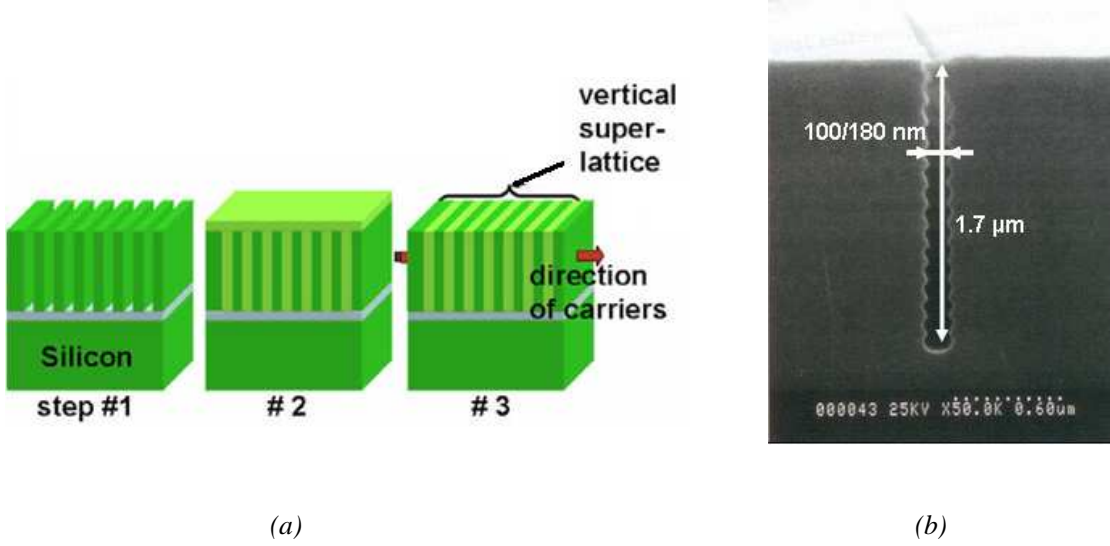 vertical
super-
lattice
direction
of carriers
Silicon
step #1
# 2
# 3
(a)
100/180 nm
1.7 µm
000043 25KV X50.0K 0.60um
(b)